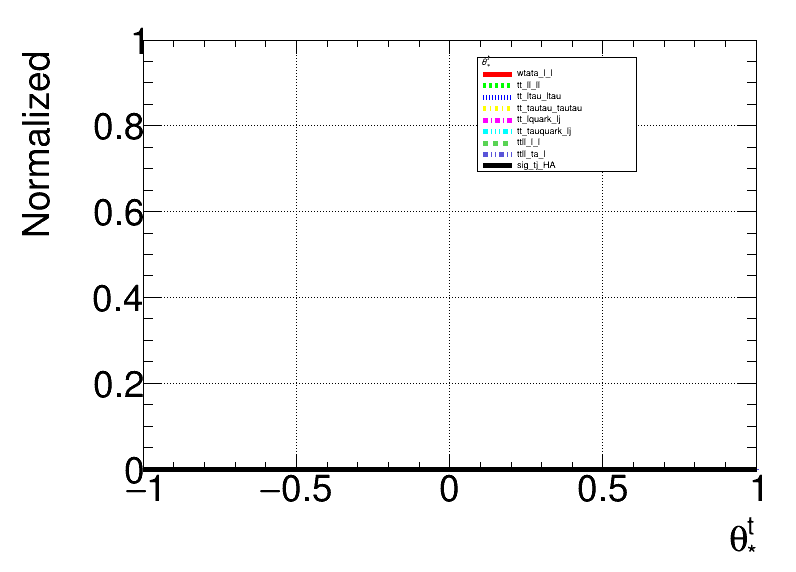 Normalized
1
0.8
0.6
0.4
0.2
0
−1
−0.5
0
0.5
1
θ*^t
θ*^t
wtata_l_l
tt_ll_ll
tt_ltau_ltau
tt_tautau_tautau
tt_lquark_lj
tt_tauquark_lj
ttll_l_l
ttll_ta_l
sig_tj_HA